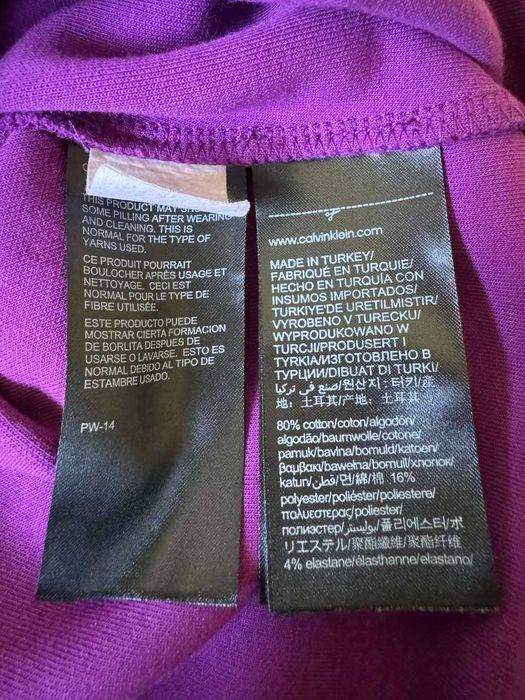 THIS PRODUCT MAY
SOME PILLING AFTER WEARING
AND CLEANING. THIS IS
NORMAL FOR THE TYPE OF
YARNS USED.
CE PRODUIT POURRAIT
BOULOCHER APRÈS USAGE ET
NETTOYAGE. CECI EST
NORMAL POUR LE TYPE DE
FIBRE UTILISÉE.
ESTE PRODUCTO PUEDE
MOSTRAR CIERTA FORMACION
DE BORLITA DESPUES DE
USARSE O LAVARSE. ESTO ES
NORMAL DEBIDO AL TIPO DE
ESTAMBRE USADO.
PW-14
www.calvinklein.com
MADE IN TURKEY/
FABRIQUÉ EN TURQUIE/
HECHO EN TURQUÍA CON
INSUMOS IMPORTADOS/
TURKIYE'DE URETILMISTIR/
VYROBENO V TURECKU/
WYPRODUKOWANO W
TURCJI/PRODUSERT I
TYRKIA/ИЗГОТОВЛЕНО В
ТУРЦИИ/DIBUAT DI TURKI/
صنع في تركيا/원산지: 터키/產
地: 土耳其/产地: 土耳其
80% cotton/coton/algodón/
algodão/baumwolle/cotone/
pamuk/bavlna/bomuld/katoen/
βαμβακι/bawełna/bomull/хлопок/
katun/قطن/면/綿/棉 16%
polyester/poliéster/poliestere/
πολυεστερας/poliester/
полиэстер/بوليستر/폴리에스터/ポ
リエステル/聚酯纖維/聚酯纤维
4% elastane/élasthanne/elastano/